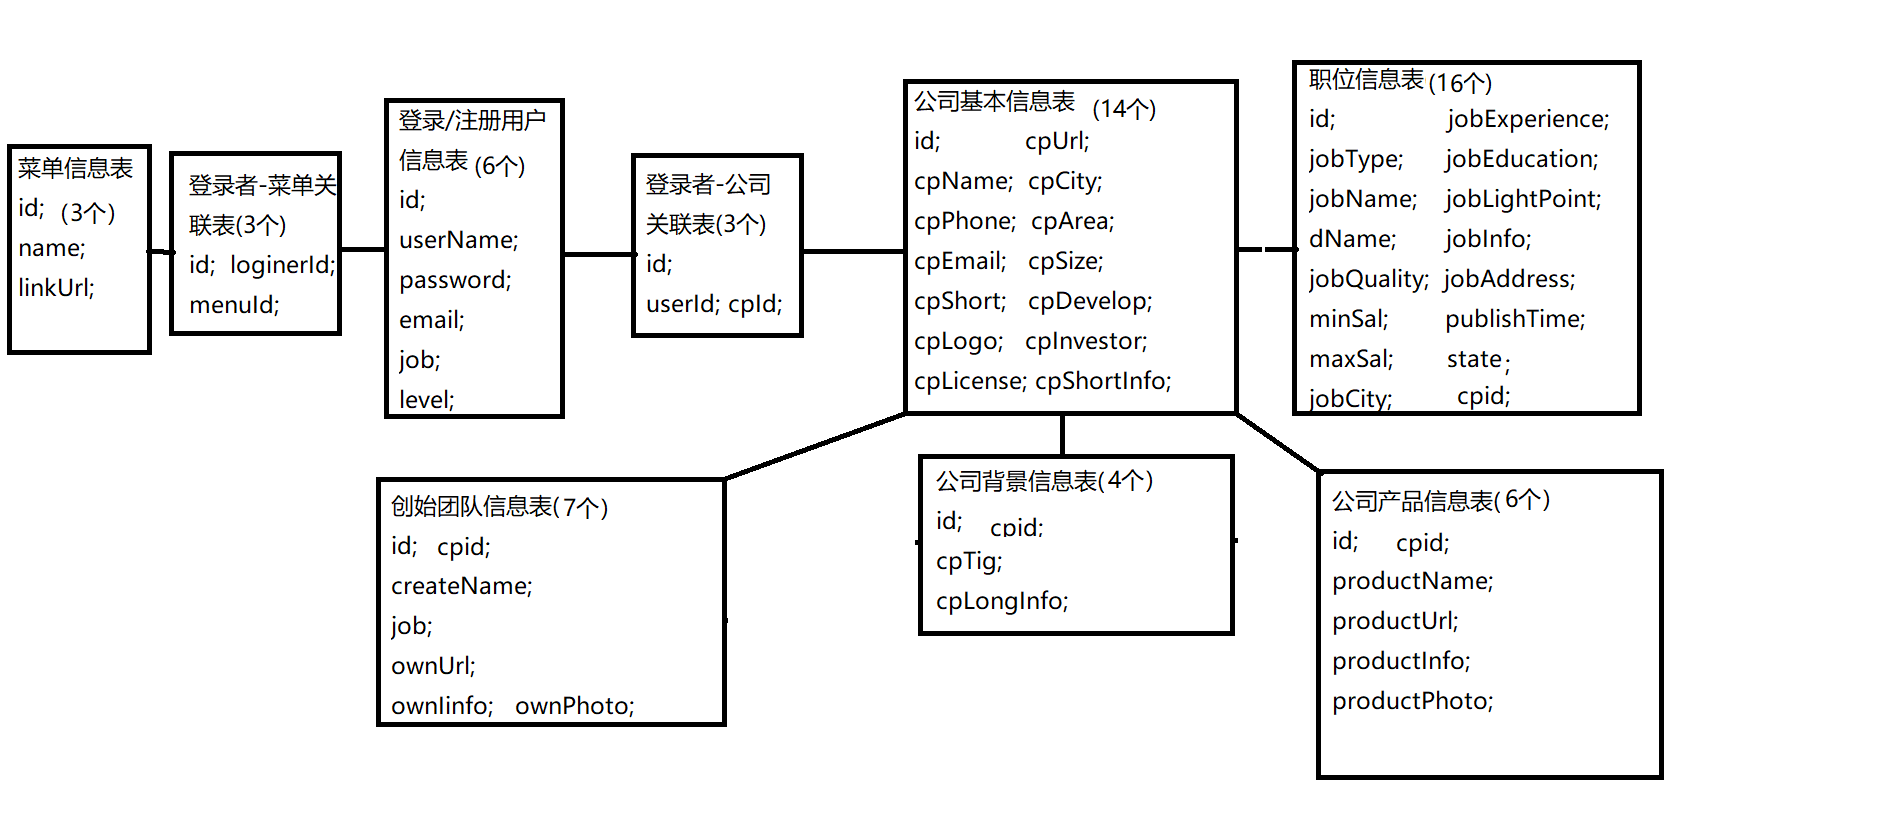 菜单信息表
id; (3个)
name;
linkUrl;
登录者-菜单关
联表(3个)
id; loginerId;
menuId;
登录/注册用户
信息表 (6个)
id;
userName;
password;
email;
job;
level;
登录者-公司
关联表(3个)
id;
userId; cpId;
公司基本信息表 (14个)
id; cpUrl;
cpName; cpCity;
cpPhone; cpArea;
cpEmail; cpSize;
cpShort; cpDevelop;
cpLogo; cpInvestor;
cpLicense; cpShortInfo;
职位信息表 (16个)
id; jobExperience;
jobType; jobEducation;
jobName; jobLightPoint;
dName; jobInfo;
jobQuality; jobAddress;
minSal; publishTime;
maxSal; state;
jobCity; cpid;
创始团队信息表(7个)
id; cpid;
createName;
job;
ownUrl;
ownIinfo; ownPhoto;
公司背景信息表(4个)
id; cpid;
cpTig;
cpLongInfo;
公司产品信息表(6个)
id; cpid;
productName;
productUrl;
productInfo;
productPhoto;